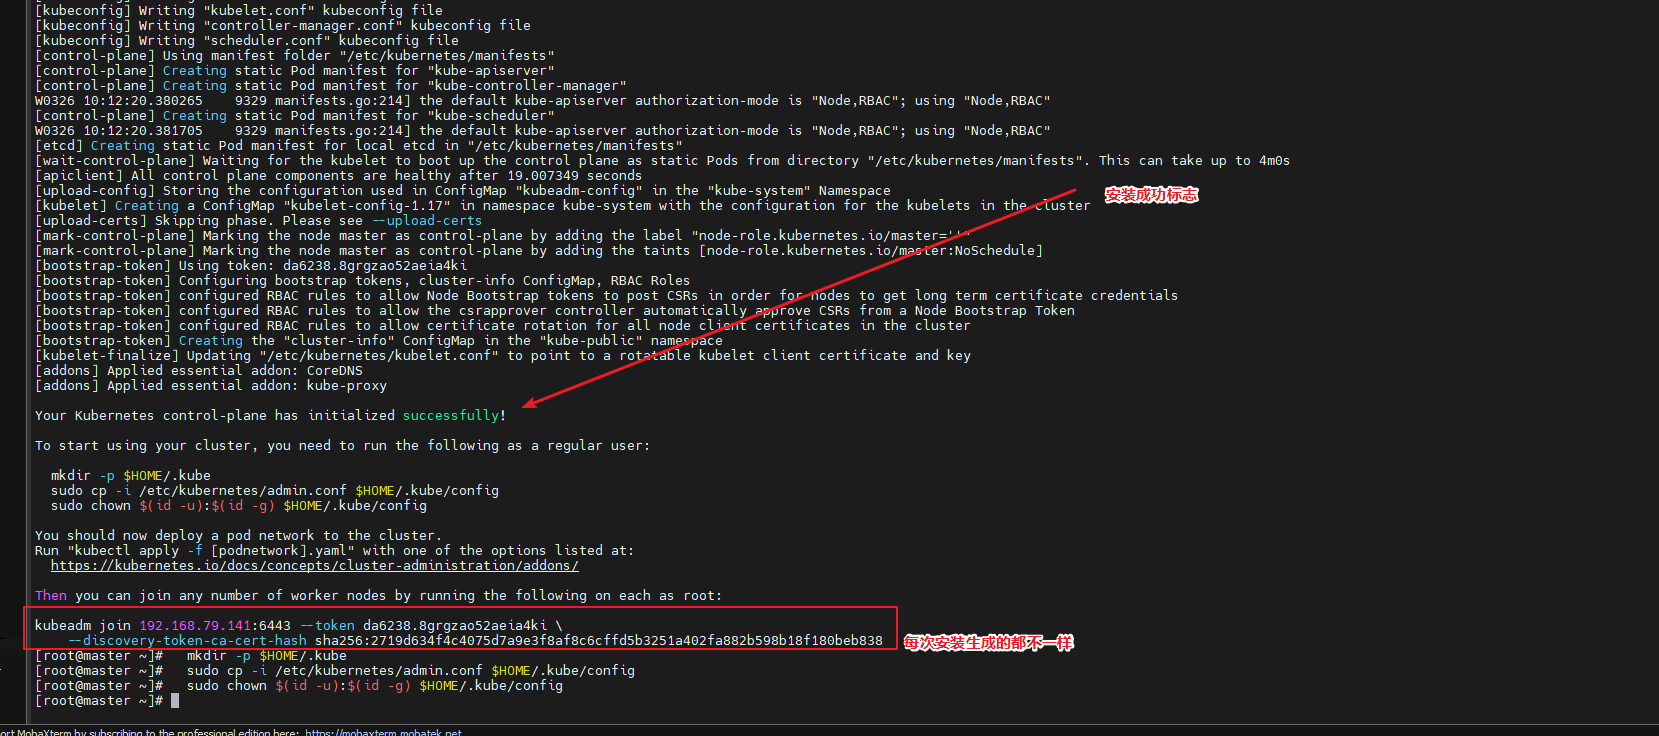 [kubeconfig] Writing "kubelet.conf" kubeconfig file
[kubeconfig] Writing "controller-manager.conf" kubeconfig file
[kubeconfig] Writing "scheduler.conf" kubeconfig file
[control-plane] Using manifest folder "/etc/kubernetes/manifests"
[control-plane] Creating static Pod manifest for "kube-apiserver"
[control-plane] Creating static Pod manifest for "kube-controller-manager"
W0326 10:12:20.380265    9329 manifests.go:214] the default kube-apiserver authorization-mode is "Node,RBAC"; using "Node,RBAC"
[control-plane] Creating static Pod manifest for "kube-scheduler"
W0326 10:12:20.381705    9329 manifests.go:214] the default kube-apiserver authorization-mode is "Node,RBAC"; using "Node,RBAC"
[etcd] Creating static Pod manifest for local etcd in "/etc/kubernetes/manifests"
[wait-control-plane] Waiting for the kubelet to boot up the control plane as static Pods from directory "/etc/kubernetes/manifests". This can take up to 4m0s
[apiclient] All control plane components are healthy after 19.007349 seconds
[upload-config] Storing the configuration used in ConfigMap "kubeadm-config" in the "kube-system" Namespace
安装成功标志
[kubelet] Creating a ConfigMap "kubelet-config-1.17" in namespace kube-system with the configuration for the kubelets in the cluster
[upload-certs] Skipping phase. Please see --upload-certs
[mark-control-plane] Marking the node master as control-plane by adding the label "node-role.kubernetes.io/master=''"
[mark-control-plane] Marking the node master as control-plane by adding the taints [node-role.kubernetes.io/master:NoSchedule]
[bootstrap-token] Using token: da6238.8grgzao52aeia4ki
[bootstrap-token] Configuring bootstrap tokens, cluster-info ConfigMap, RBAC Roles
[bootstrap-token] configured RBAC rules to allow Node Bootstrap tokens to post CSRs in order for nodes to get long term certificate credentials
[bootstrap-token] configured RBAC rules to allow the csrapprover controller automatically approve CSRs from a Node Bootstrap Token
[bootstrap-token] configured RBAC rules to allow certificate rotation for all node client certificates in the cluster
[bootstrap-token] Creating the "cluster-info" ConfigMap in the "kube-public" namespace
[kubelet-finalize] Updating "/etc/kubernetes/kubelet.conf" to point to a rotatable kubelet client certificate and key
[addons] Applied essential addon: CoreDNS
[addons] Applied essential addon: kube-proxy
Your Kubernetes control-plane has initialized successfully!
To start using your cluster, you need to run the following as a regular user:
mkdir -p $HOME/.kube
sudo cp -i /etc/kubernetes/admin.conf $HOME/.kube/config
sudo chown $(id -u):$(id -g) $HOME/.kube/config
You should now deploy a pod network to the cluster.
Run "kubectl apply -f [podnetwork].yaml" with one of the options listed at:
https://kubernetes.io/docs/concepts/cluster-administration/addons/
Then you can join any number of worker nodes by running the following on each as root:
kubeadm join 192.168.79.141:6443 --token da6238.8grgzao52aeia4ki \
--discovery-token-ca-cert-hash sha256:2719d634f4c4075d7a9e3f8af8c6cffd5b3251a402fa882b598b18f180beb838
每次安装生成的都不一样
[root@master ~]#   mkdir -p $HOME/.kube
[root@master ~]#   sudo cp -i /etc/kubernetes/admin.conf $HOME/.kube/config
[root@master ~]#   sudo chown $(id -u):$(id -g) $HOME/.kube/config
[root@master ~]#
ort MobaXterm by subscribing to the professional edition here: https://mobaxterm.mobatek.net